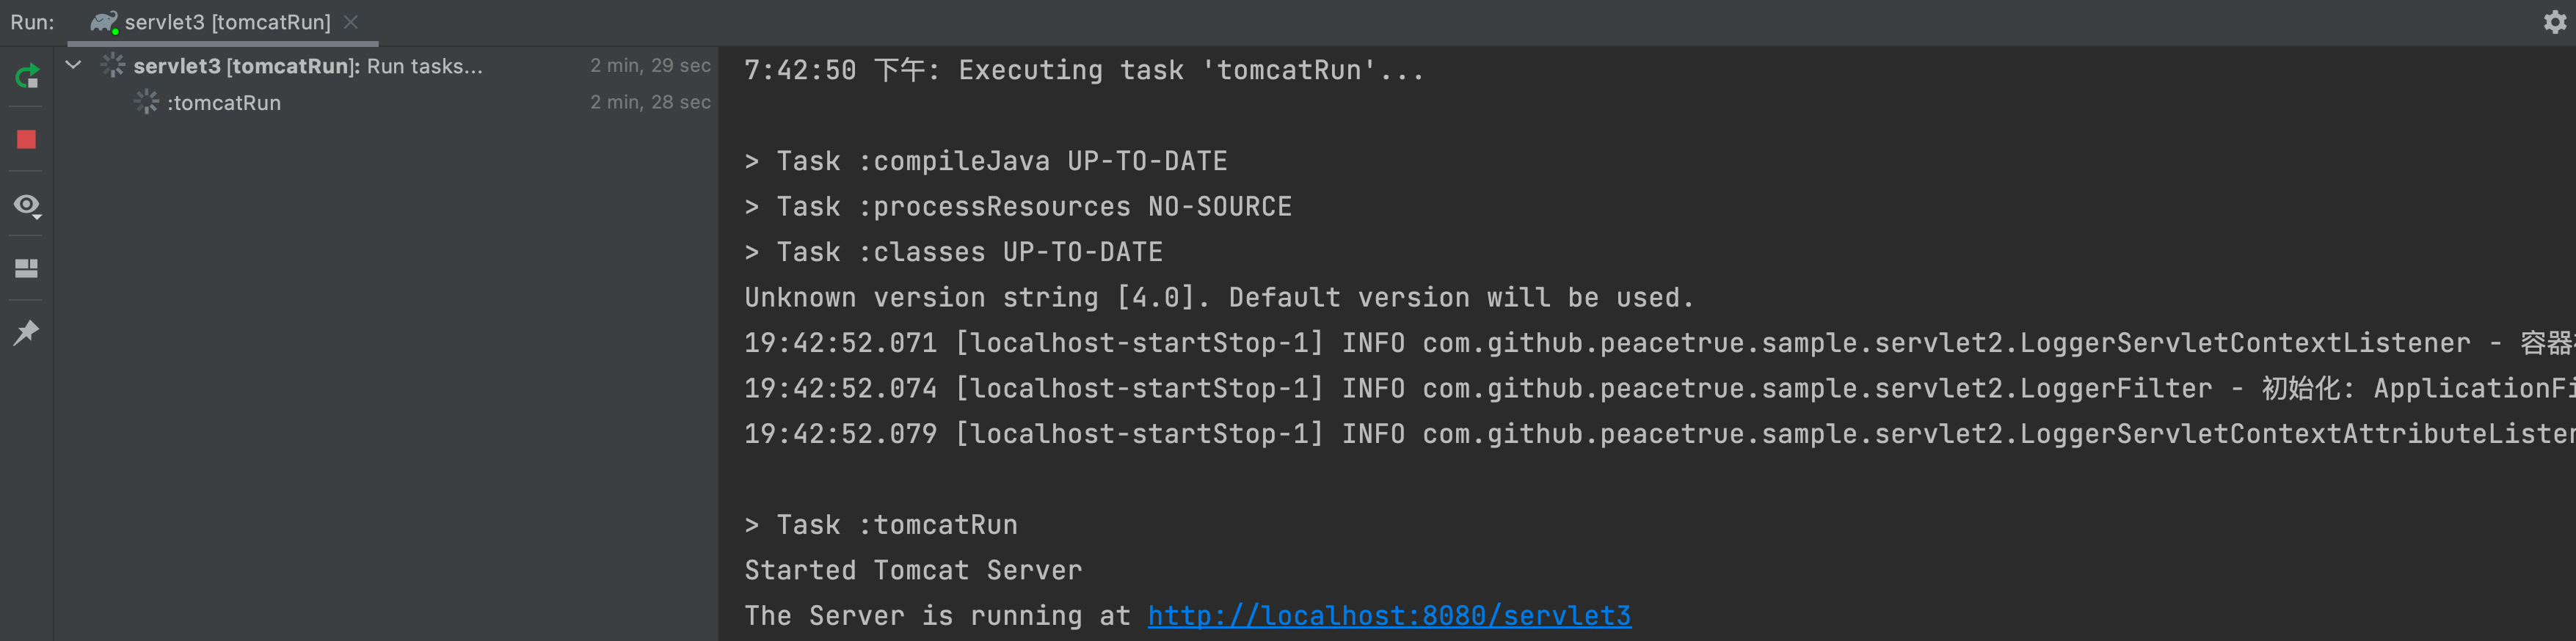 Run: servlet3 [tomcatRun]
servlet3 [tomcatRun]: Run tasks... 2 min, 29 sec
:tomcatRun 2 min, 28 sec
7:42:50 下午: Executing task 'tomcatRun'...
> Task :compileJava UP-TO-DATE
> Task :processResources NO-SOURCE
> Task :classes UP-TO-DATE
Unknown version string [4.0]. Default version will be used.
19:42:52.071 [localhost-startStop-1] INFO com.github.peacetrue.sample.servlet2.LoggerServletContextListener - 容器
19:42:52.074 [localhost-startStop-1] INFO com.github.peacetrue.sample.servlet2.LoggerFilter - 初始化: ApplicationFi
19:42:52.079 [localhost-startStop-1] INFO com.github.peacetrue.sample.servlet2.LoggerServletContextAttributeListen
> Task :tomcatRun
Started Tomcat Server
The Server is running at http://localhost:8080/servlet3